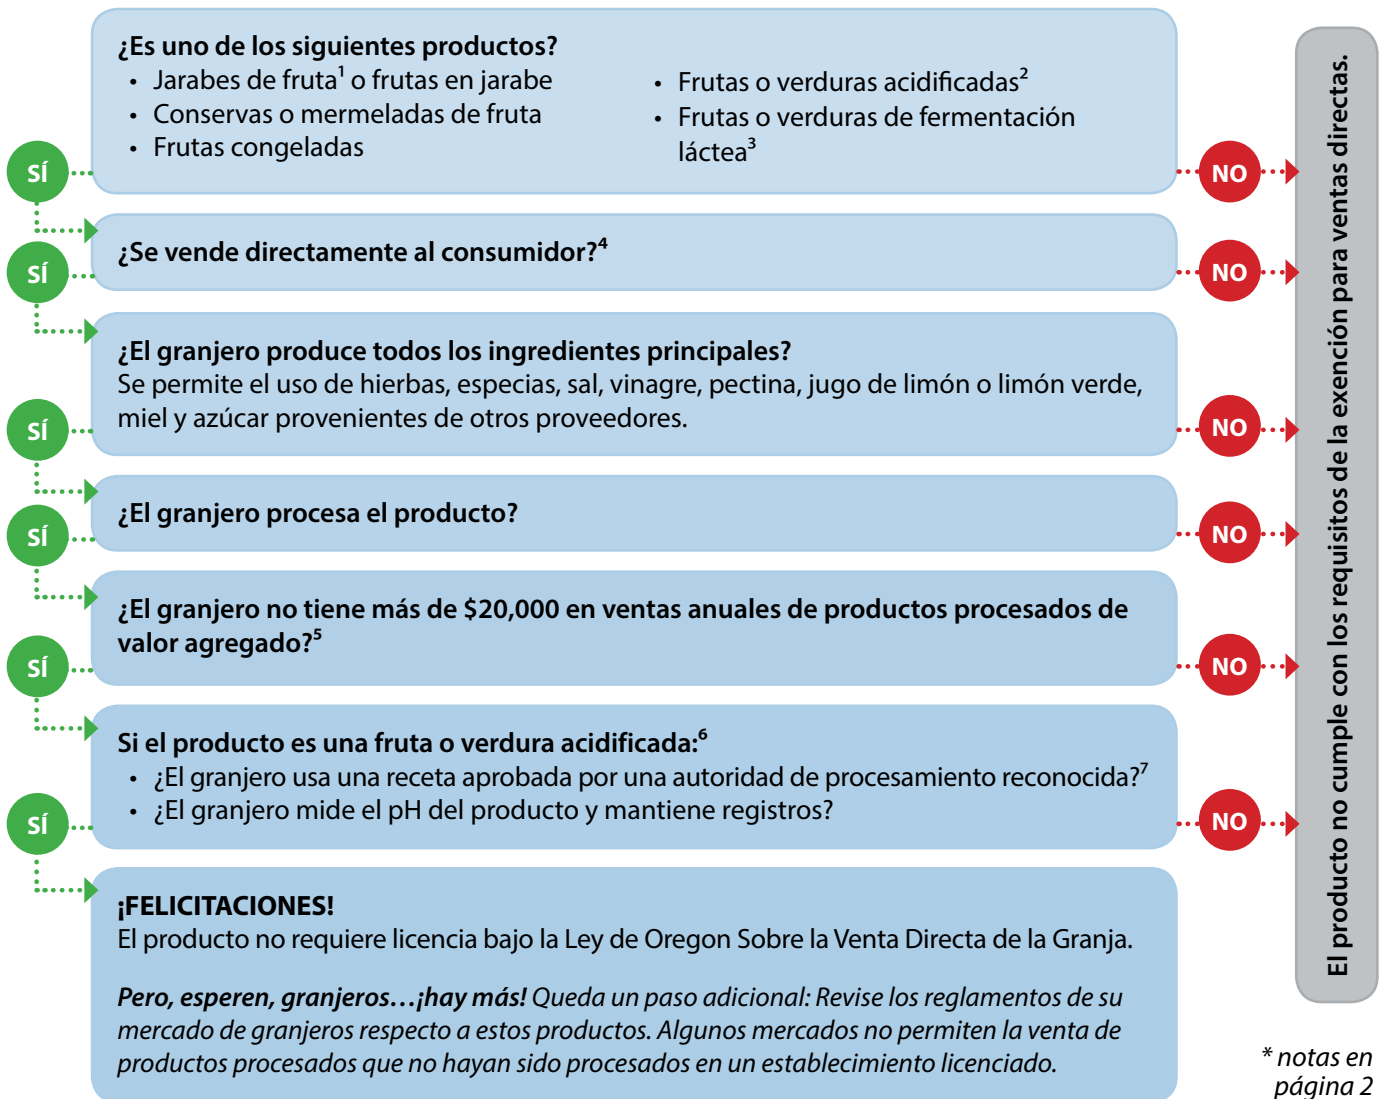 ¿Es uno de los siguientes productos?
• Jarabes de fruta¹ o frutas en jarabe
• Conservas o mermeladas de fruta
• Frutas congeladas
• Frutas o verduras acidificadas²
• Frutas o verduras de fermentación
láctea³
SÍ
NO
¿Se vende directamente al consumidor?⁴
SÍ
NO
¿El granjero produce todos los ingredientes principales?
Se permite el uso de hierbas, especias, sal, vinagre, pectina, jugo de limón o limón verde,
miel y azúcar provenientes de otros proveedores.
SÍ
NO
¿El granjero procesa el producto?
SÍ
NO
¿El granjero no tiene más de $20,000 en ventas anuales de productos procesados de
valor agregado?⁵
SÍ
NO
Si el producto es una fruta o verdura acidificada:⁶
• ¿El granjero usa una receta aprobada por una autoridad de procesamiento reconocida?⁷
• ¿El granjero mide el pH del producto y mantiene registros?
SÍ
NO
¡FELICITACIONES!
El producto no requiere licencia bajo la Ley de Oregon Sobre la Venta Directa de la Granja.
Pero, esperen, granjeros…¡hay más! Queda un paso adicional: Revise los reglamentos de su
mercado de granjeros respecto a estos productos. Algunos mercados no permiten la venta de
productos procesados que no hayan sido procesados en un establecimiento licenciado.
El producto no cumple con los requisitos de la exención para ventas directas.
* notas en
página 2